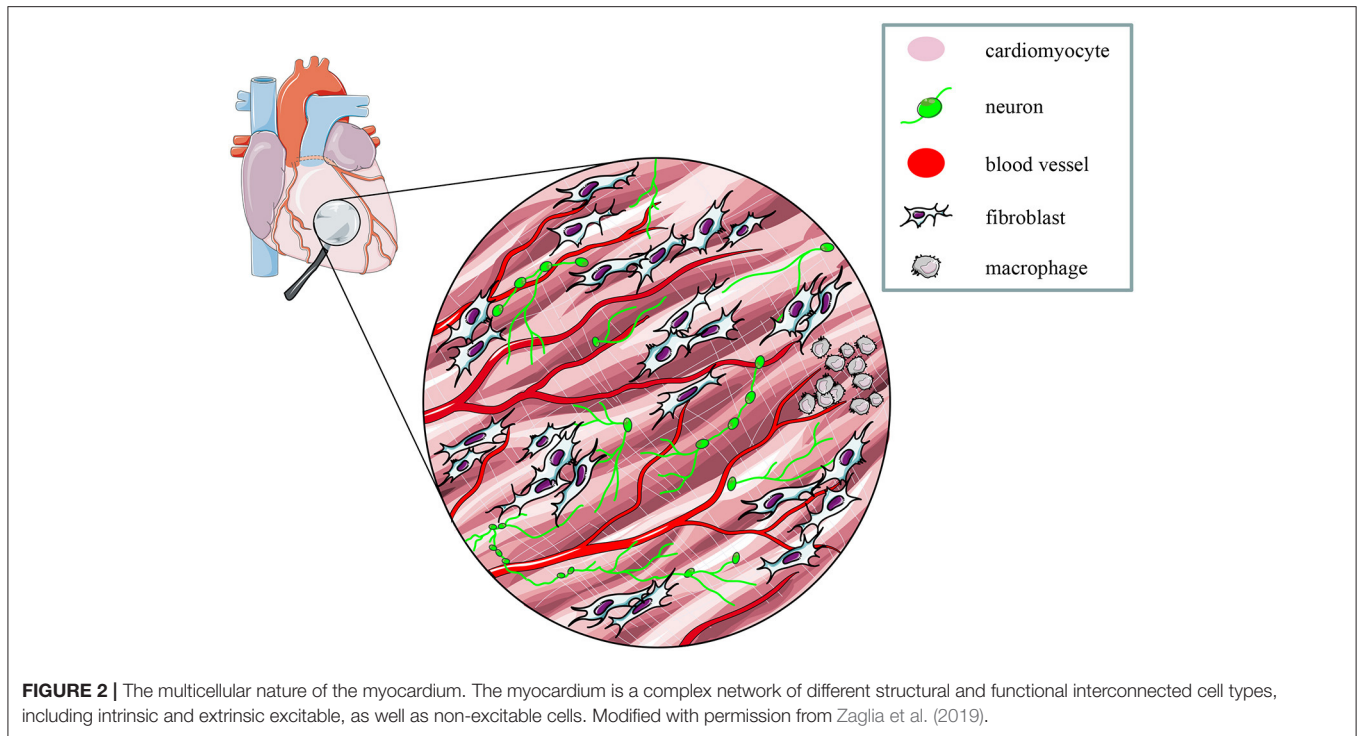 cardiomyocyte
neuron
blood vessel
fibroblast
macrophage
FIGURE 2 | The multicellular nature of the myocardium. The myocardium is a complex network of different structural and functional interconnected cell types,
including intrinsic and extrinsic excitable, as well as non-excitable cells. Modified with permission from Zaglia et al. (2019).